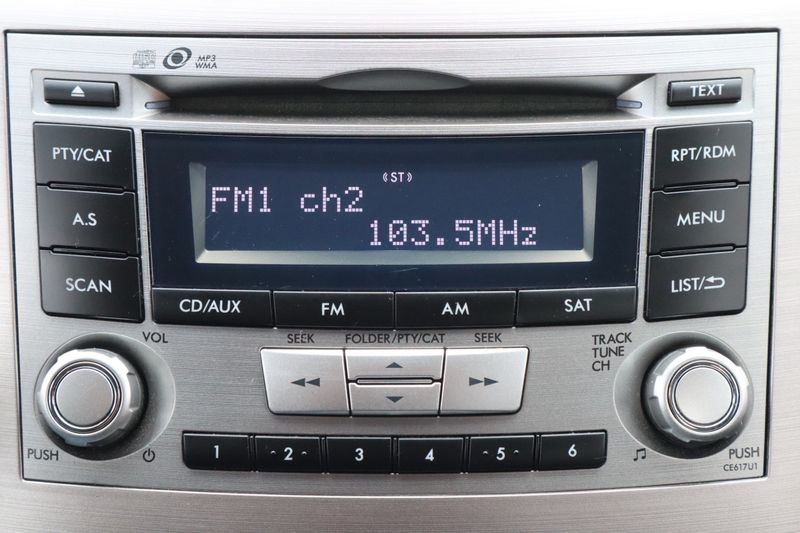 MP3
WMA
TEXT
PTY/CAT
RPT/RDM
(ST)
FM1 ch2
A.S
MENU
103.5MHz
SCAN
LIST/
CD/AUX
FM
AM
SAT
VOL
SEEK
FOLDER/PTY/CAT
SEEK
TRACK
TUNE
CH
PUSH
1
2
3
4
5
6
PUSH
CE617U1